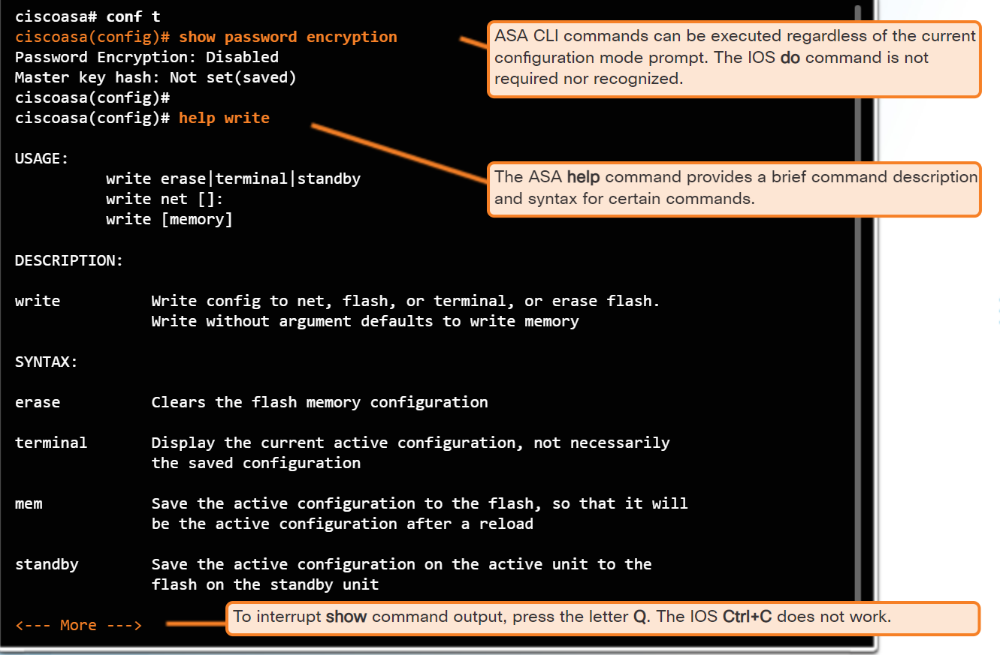 ciscoasa# conf t
ciscoasa(config)# show password encryption
Password Encryption: Disabled
Master key hash: Not set(saved)
ciscoasa(config)#
ciscoasa(config)# help write
ASA CLI commands can be executed regardless of the current
configuration mode prompt. The IOS do command is not
required nor recognized.
USAGE:
write erase|terminal|standby
write net []:
write [memory]
The ASA help command provides a brief command description
and syntax for certain commands.
DESCRIPTION:
write Write config to net, flash, or terminal, or erase flash.
Write without argument defaults to write memory
SYNTAX:
erase Clears the flash memory configuration
terminal Display the current active configuration, not necessarily
the saved configuration
mem Save the active configuration to the flash, so that it will
be the active configuration after a reload
standby Save the active configuration on the active unit to the
flash on the standby unit
<--- More --->
To interrupt show command output, press the letter Q. The IOS Ctrl+C does not work.